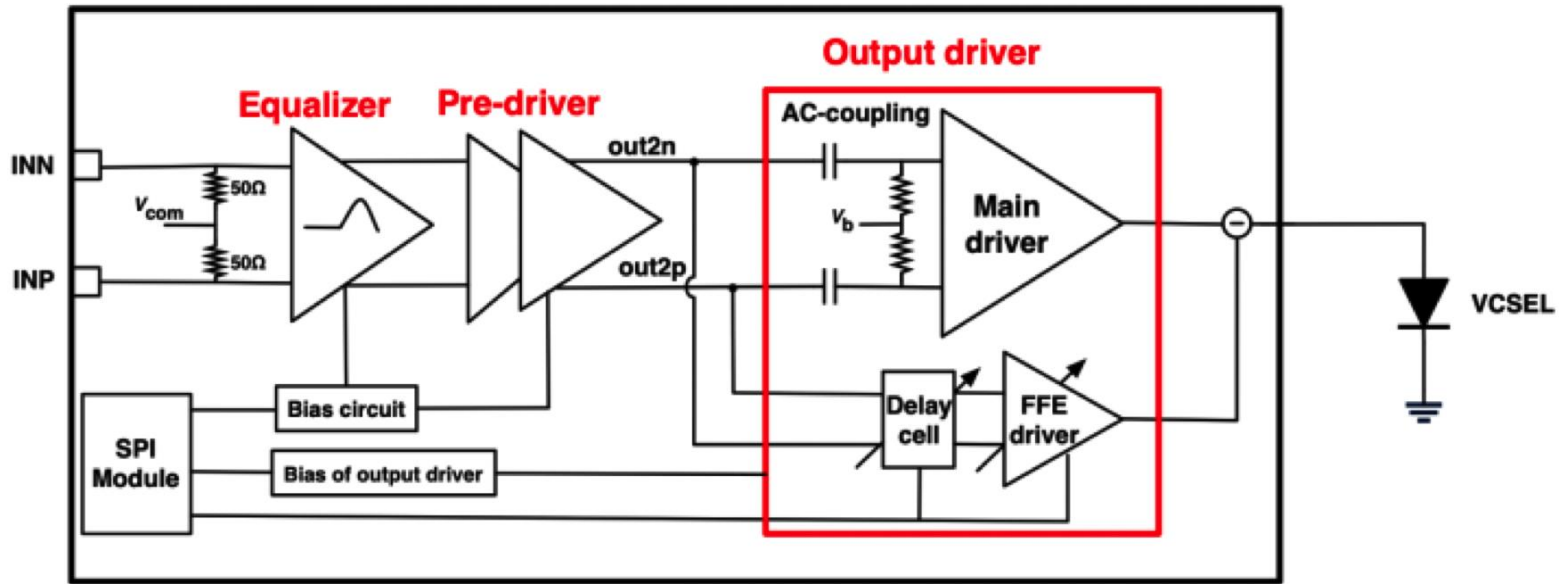 Output driver
Equalizer
Pre-driver
AC-coupling
INN
out2n
50Ω
Vcom
Vb
Main
driver
50Ω
out2p
INP
VCSEL
Bias circuit
Delay
cell
FFE
driver
SPI
Module
Bias of output driver